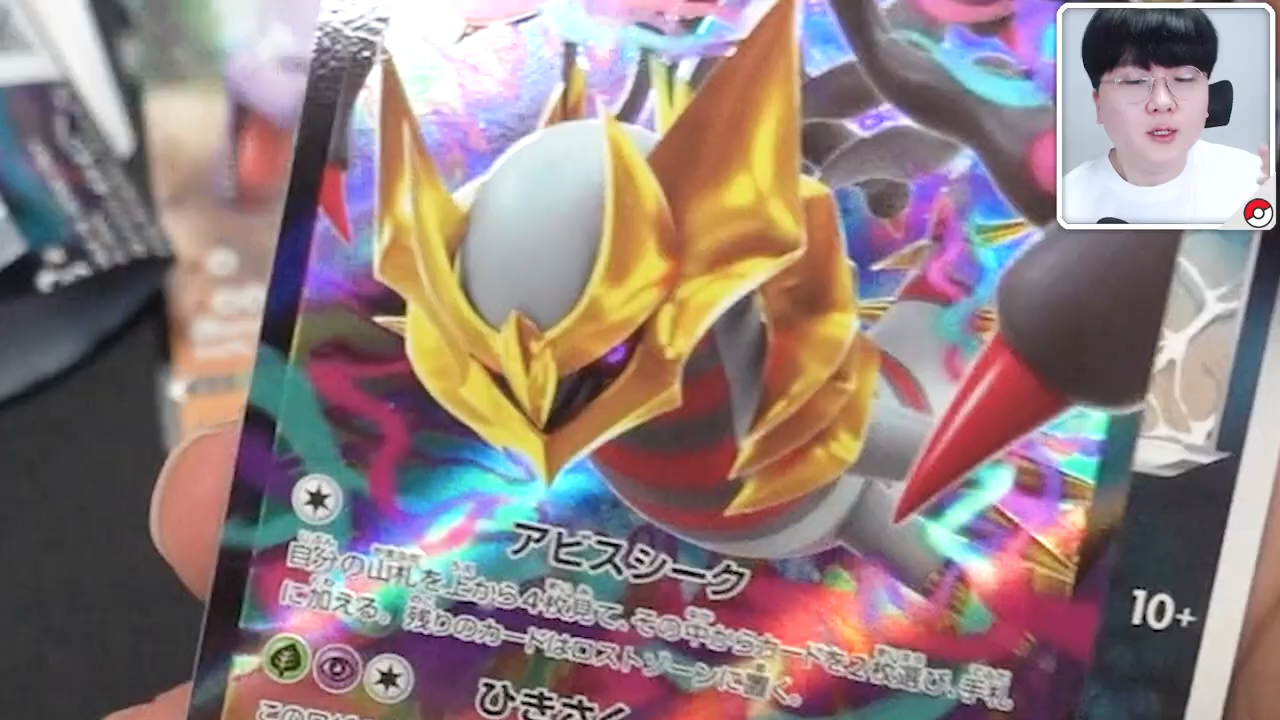 アビスシーク
自分の山札を上から4枚見て、その中からカードを2枚選び、手札
に加える。残りのカードはロストゾーンに置く。
10+
ひきさく